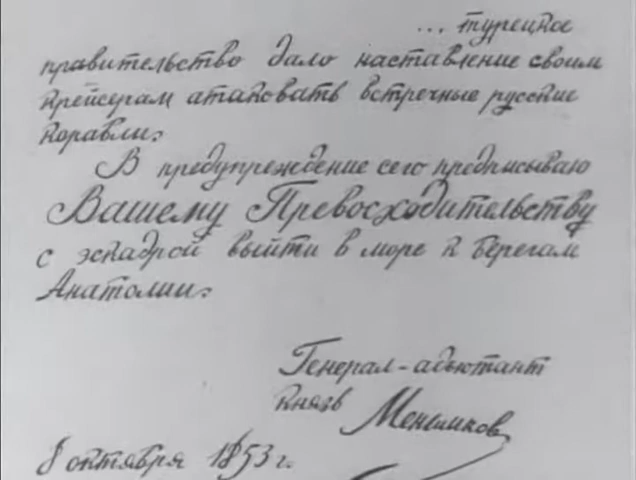 ... турецкое
правительство дало наставление своим
крейсерам атаковать встречные русские
корабли.
В предупреждение сего предписываю
Вашему Превосходительству
с эскадрой выйти в море к берегам
Анатолии.
Генерал-адъютант
князь Меншиков
8 октября 1853 г.